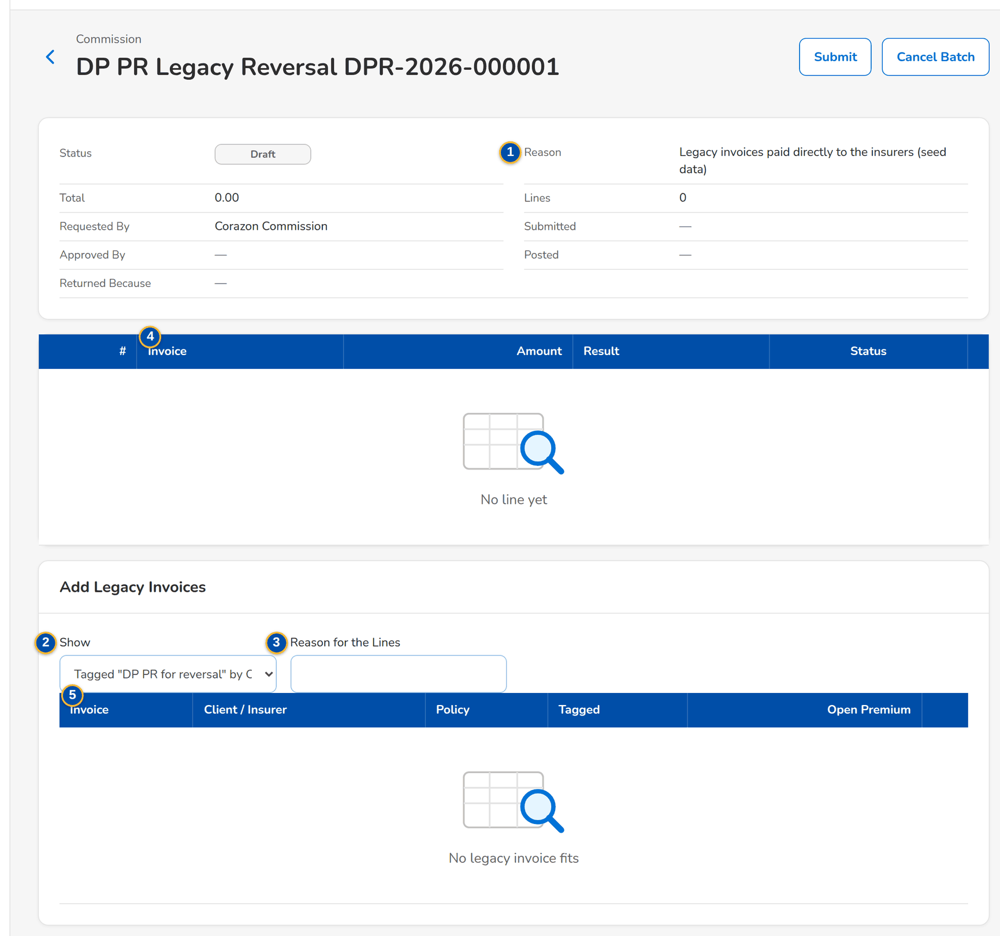 Commission
DP PR Legacy Reversal DPR-2026-000001
Submit
Cancel Batch
Status
Draft
1
Reason
Legacy invoices paid directly to the insurers (seed
data)
Total
0.00
Lines
0
Requested By
Corazon Commission
Submitted
—
Approved By
—
Posted
—
Returned Because
—
4
#
Invoice
Amount
Result
Status
No line yet
Add Legacy Invoices
2
Show
3
Reason for the Lines
Tagged "DP PR for reversal" by C
5
Invoice
Client / Insurer
Policy
Tagged
Open Premium
No legacy invoice fits